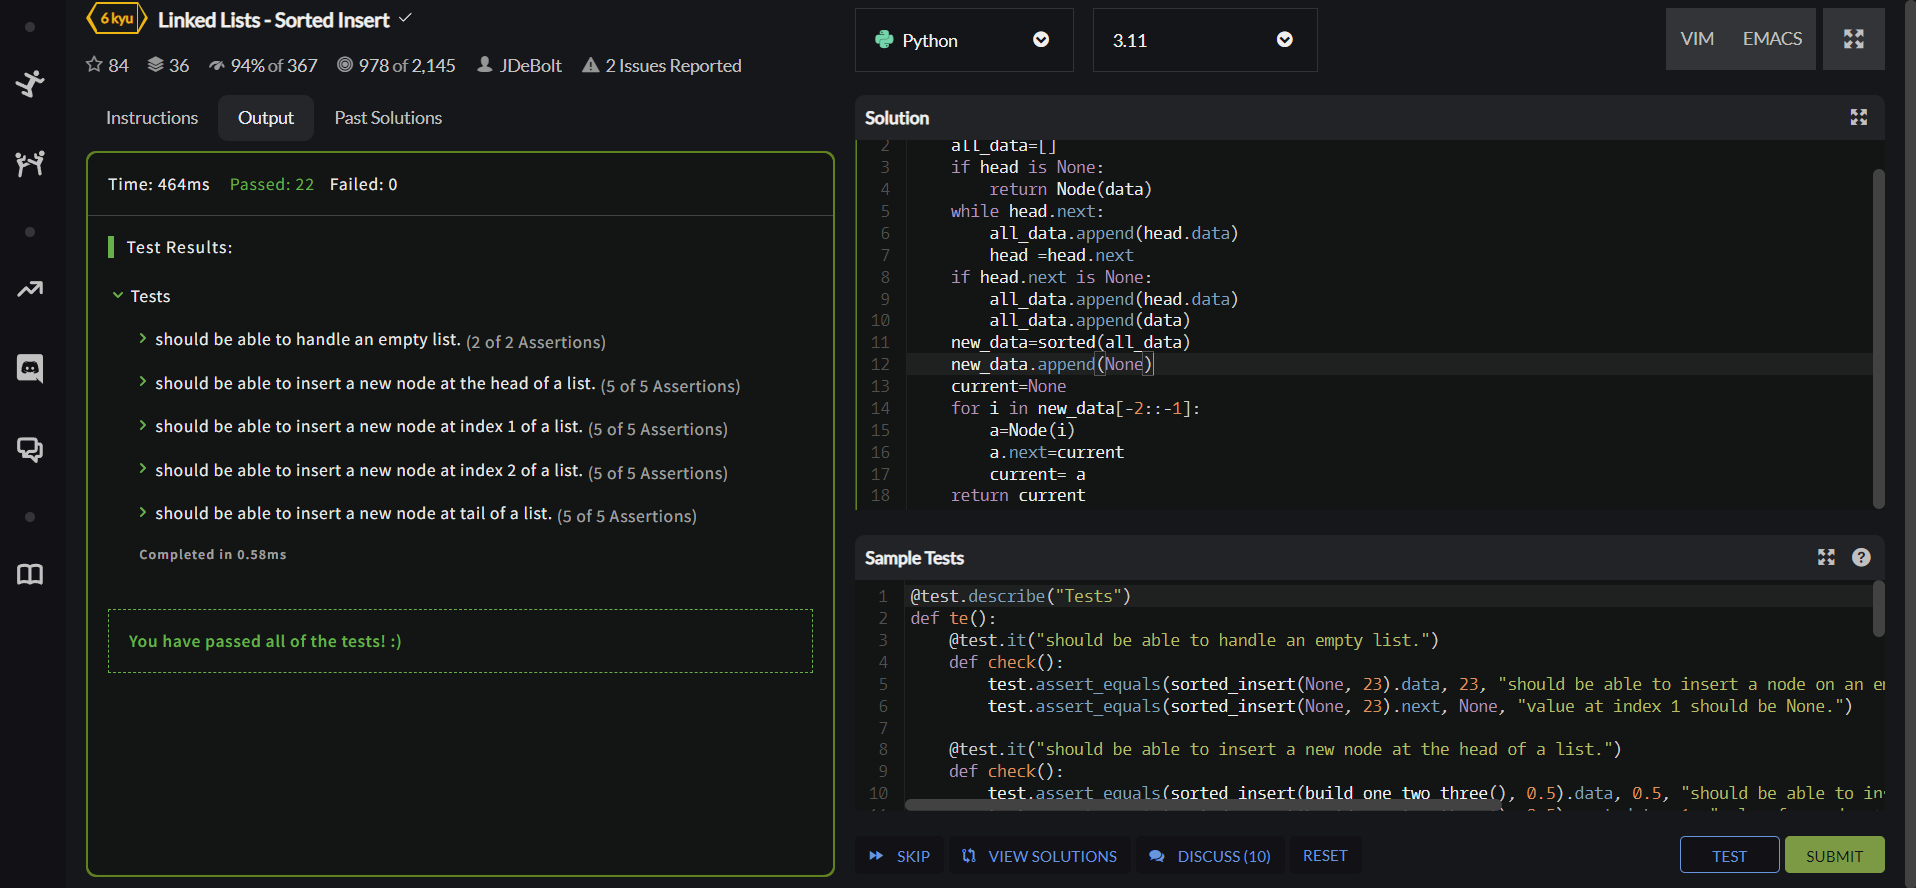 6 kyu
Linked Lists - Sorted Insert
84 36 94% of 367 978 of 2,145 JDeBolt 2 Issues Reported
Instructions Output Past Solutions
Time: 464ms Passed: 22 Failed: 0
Test Results:
Tests
should be able to handle an empty list. (2 of 2 Assertions)
should be able to insert a new node at the head of a list. (5 of 5 Assertions)
should be able to insert a new node at index 1 of a list. (5 of 5 Assertions)
should be able to insert a new node at index 2 of a list. (5 of 5 Assertions)
should be able to insert a new node at tail of a list. (5 of 5 Assertions)
Completed in 0.58ms
You have passed all of the tests! :)
Python 3.11 VIM EMACS
Solution
2 all_data=[]
3 if head is None:
4 return Node(data)
5 while head.next:
6 all_data.append(head.data)
7 head =head.next
8 if head.next is None:
9 all_data.append(head.data)
10 all_data.append(data)
11 new_data=sorted(all_data)
12 new_data.append(None)
13 current=None
14 for i in new_data[-2::-1]:
15 a=Node(i)
16 a.next=current
17 current= a
18 return current
Sample Tests
1 @test.describe("Tests")
2 def te():
3 @test.it("should be able to handle an empty list.")
4 def check():
5 test.assert_equals(sorted_insert(None, 23).data, 23, "should be able to insert a node on an
6 test.assert_equals(sorted_insert(None, 23).next, None, "value at index 1 should be None.")
7
8 @test.it("should be able to insert a new node at the head of a list.")
9 def check():
10 test.assert_equals(sorted_insert(build_one_two_three(), 0.5).data, 0.5, "should be able to
SKIP VIEW SOLUTIONS DISCUSS (10) RESET TEST SUBMIT